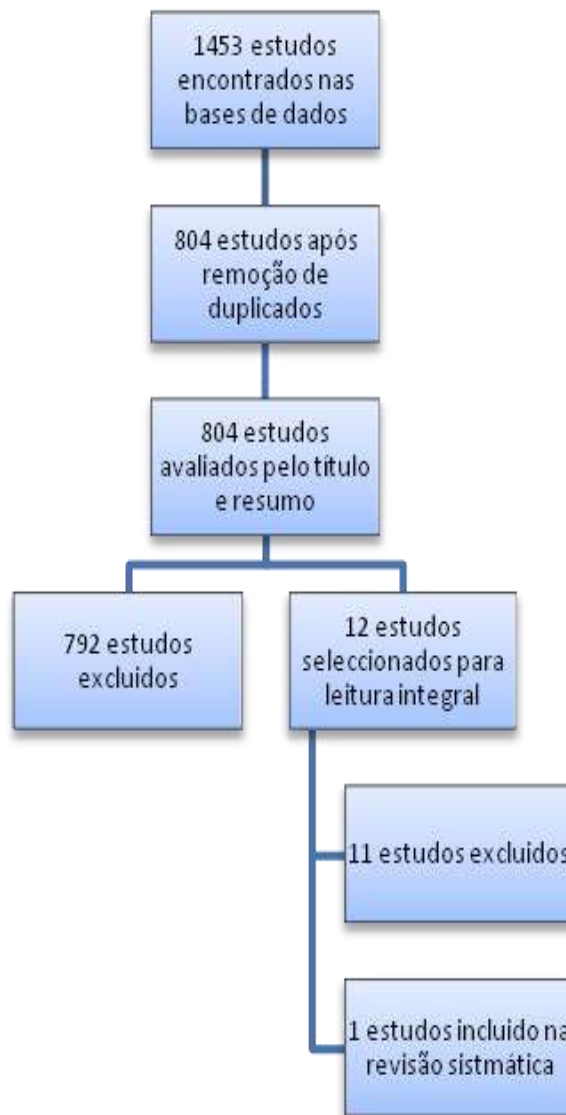 1453 estudos
encontrados nas
bases de dados
804 estudos após
remoção de
duplicados
804 estudos
avaliados pelo título
e resumo
792 estudos
excluidos
12 estudos
seleccionados para
leitura integral
11 estudos excluidos
1 estudos incluido na
revisão sistmática